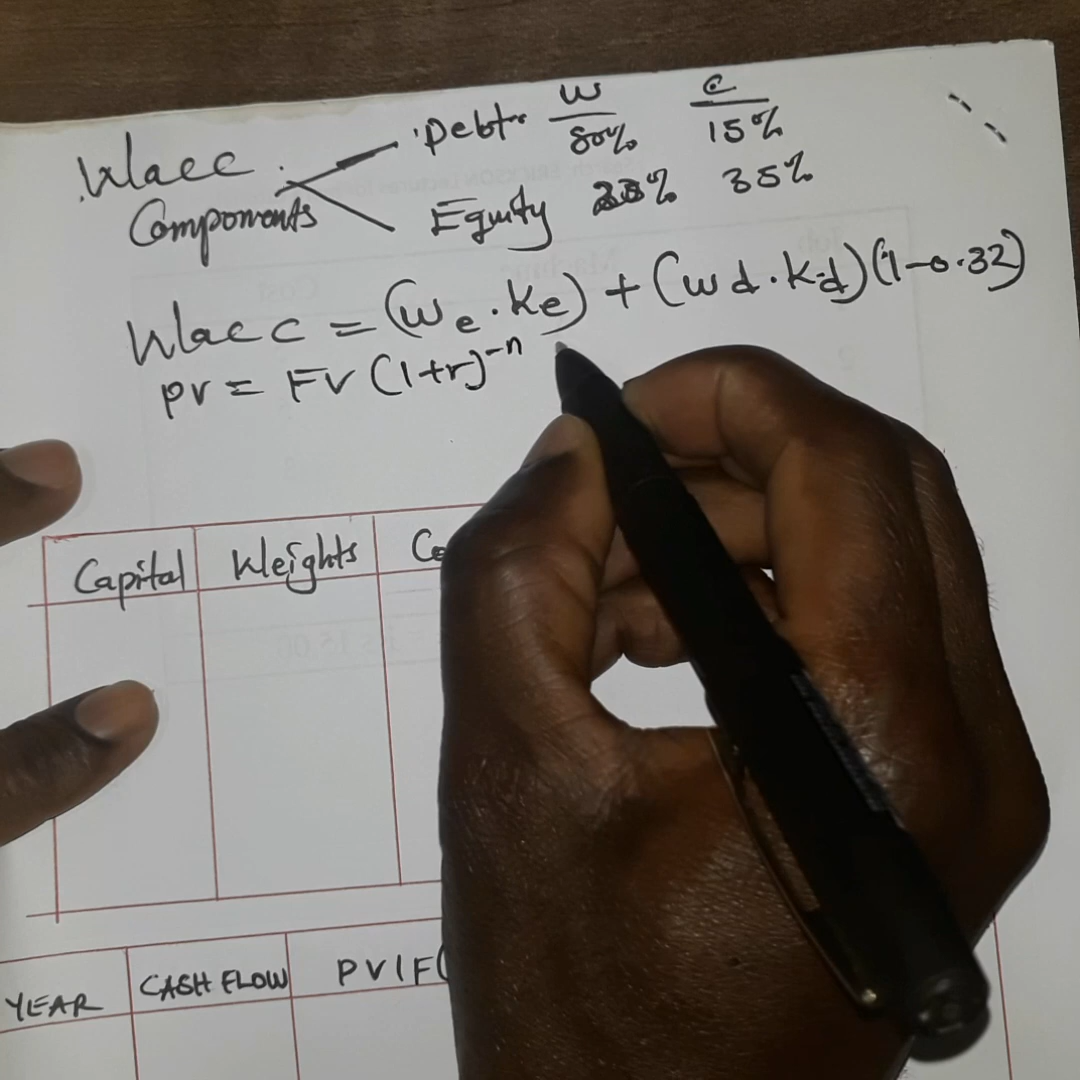 W C
Debt 80% 15%
Wacc.
Components
Equity 20% 35%
Wacc = (we.ke) + (wd.kd)(1-0.32)
PV = FV (1+r)⁻ⁿ
Capital Weights
YEAR CASH FLOW PVIF(